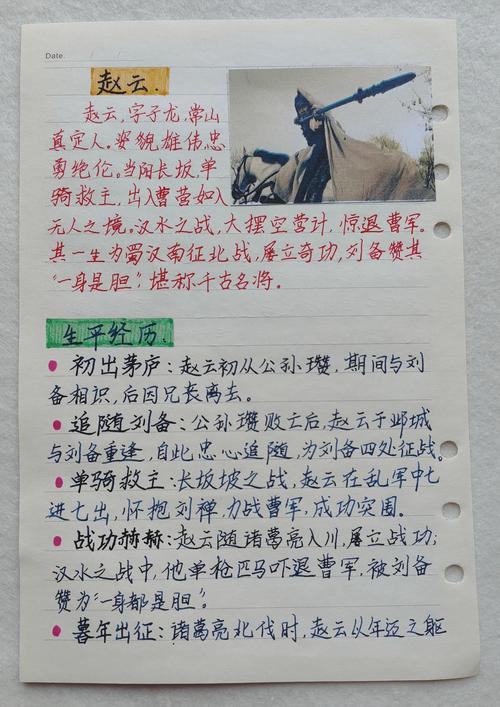 Date.
赵云.
赵云,字子龙,常山
真定人。姿貌雄伟,忠
勇绝伦。当阳长坂,单
骑救主,出入曹营如入
无人之境。汉水之战,大摆空营计,惊退曹军。
其一生为蜀汉南征北战,屡立奇功,刘备赞其
“一身是胆”,堪称千古名将。
生平经历.
初出茅庐:赵云初从公孙瓒,期间与刘
备相识,后因兄长离去。
追随刘备:公孙瓒败亡后,赵云于邺城
与刘备重逢,自此忠心追随,为刘备四处征战。
单骑救主:长坂坡之战,赵云在乱军中七
进七出,怀抱刘禅,力战曹军,成功突围。
战功赫赫:赵云随诸葛亮入川,屡立战功;
汉水之战中,他单枪匹马吓退曹军,被刘备
赞为“一身都是胆”。
暮年出征:诸葛亮北伐时,赵云以年迈之躯